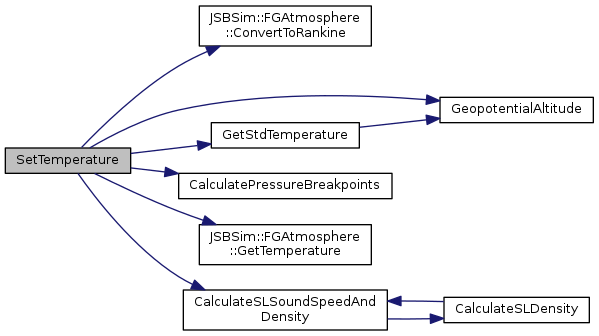 JSBSim::FGAtmosphere
::ConvertToRankine
GeopotentialAltitude
GetStdTemperature
SetTemperature
CalculatePressureBreakpoints
JSBSim::FGAtmosphere
::GetTemperature
CalculateSLSoundSpeedAnd
Density
CalculateSLDensity